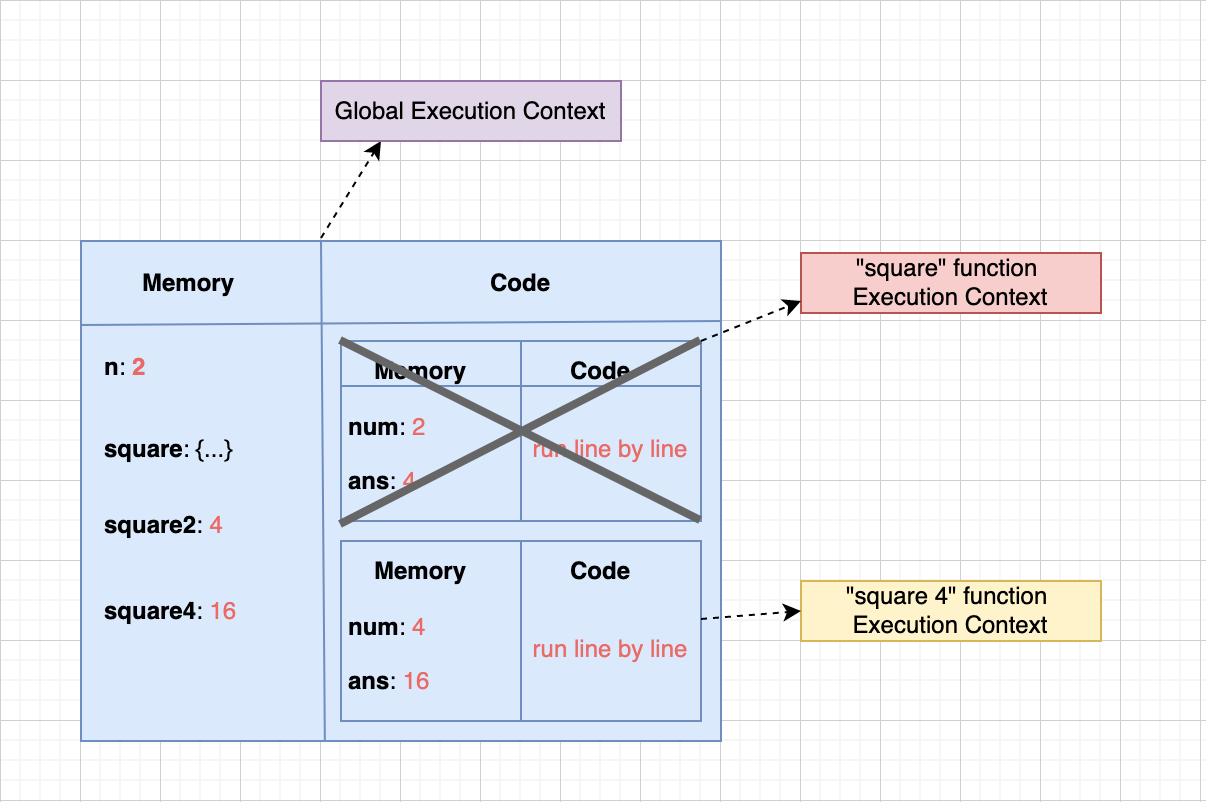 Global Execution Context
Memory
Code
"square" function
Execution Context
n: 2
square: {...}
square2: 4
square4: 16
Memory
Code
num: 2
run line by line
ans: 4
Memory
Code
num: 4
run line by line
ans: 16
"square 4" function
Execution Context